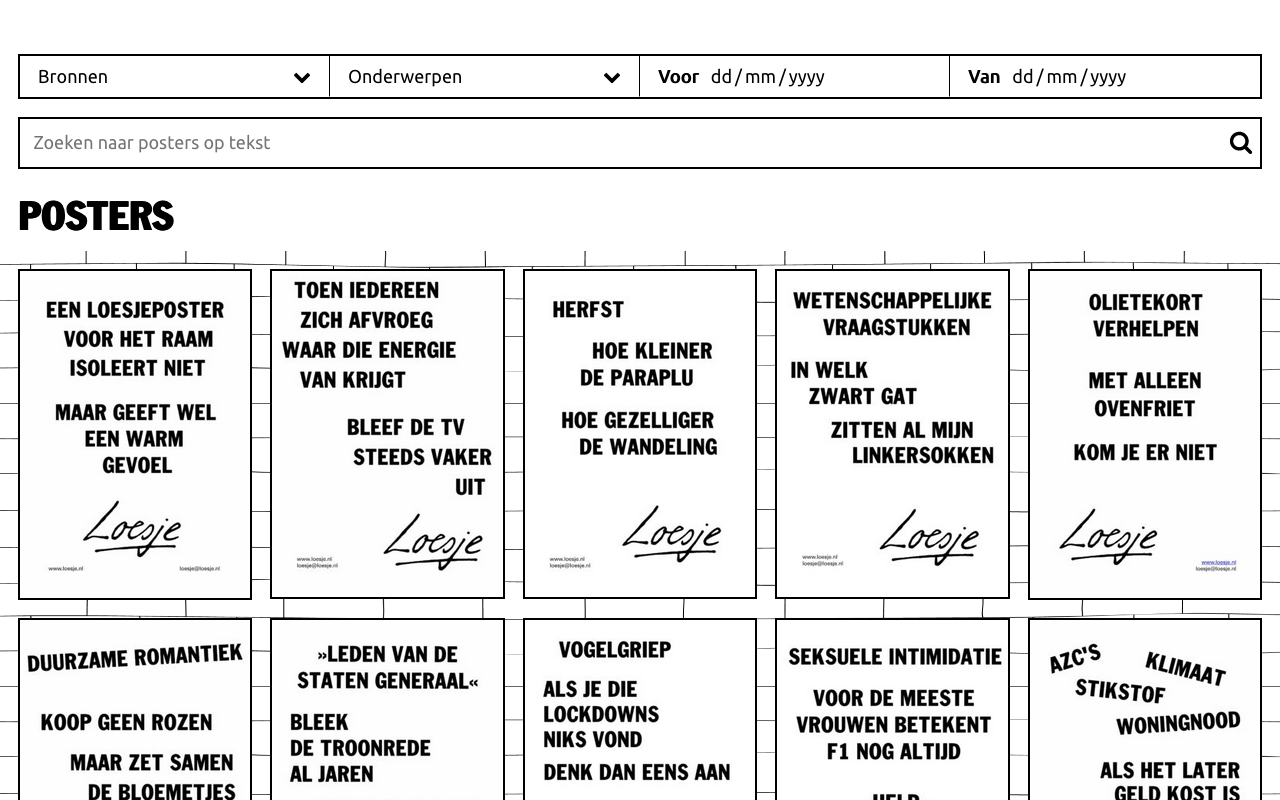 Bronnen
Onderwerpen
Voor dd/mm/yyyy
Van dd/mm/yyyy
Zoeken naar posters op tekst
POSTERS
EEN LOESJEPOSTER
VOOR HET RAAM
ISOLEERT NIET
MAAR GEEFT WEL
EEN WARM
GEVOEL
Loesje
www.loesje.nl
loesje@loesje.nl
TOEN IEDEREEN
ZICH AFVROEG
WAAR DIE ENERGIE
VAN KRIJGT
BLEEF DE TV
STEEDS VAKER
UIT
Loesje
www.loesje.nl
loesje@loesje.nl
HERFST
HOE KLEINER
DE PARAPLU
HOE GEZELLIGER
DE WANDELING
Loesje
www.loesje.nl
loesje@loesje.nl
WETENSCHAPPELIJKE
VRAAGSTUKKEN
IN WELK
ZWART GAT
ZITTEN AL MIJN
LINKERSOKKEN
Loesje
www.loesje.nl
loesje@loesje.nl
OLIETEKORT
VERHELPEN
MET ALLEEN
OVENFRIET
KOM JE ER NIET
Loesje
www.loesje.nl
loesje@loesje.nl
DUURZAME ROMANTIEK
KOOP GEEN ROZEN
MAAR ZET SAMEN
DE BLOEMETJES
»LEDEN VAN DE
STATEN GENERAAL«
BLEEK
DE TROONREDE
AL JAREN
VOGELGRIEP
ALS JE DIE
LOCKDOWNS
NIKS VOND
DENK DAN EENS AAN
SEKSUELE INTIMIDATIE
VOOR DE MEESTE
VROUWEN BETEKENT
F1 NOG ALTIJD
HELP
AZC'S
KLIMAAT
STIKSTOF
WONINGNOOD
ALS HET LATER
GELD KOST IS